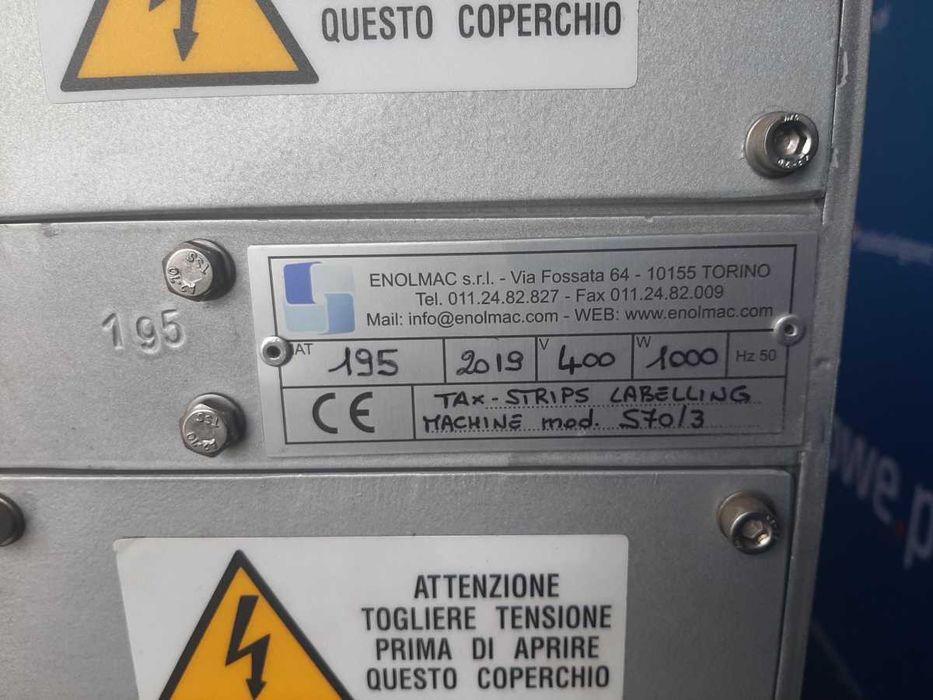 QUESTO COPERCHIO
195
ENOLMAC s.r.l. - Via Fossata 64 - 10155 TORINO
Tel. 011.24.82.827 - Fax 011.24.82.009
Mail: info@enolmac.com - WEB: www.enolmac.com
AT 195 2019 V 400 W 1000 Hz 50
CE TAX-STRIPS LABELLING
MACHINE mod. S70/3
owe.p
ATTENZIONE
TOGLIERE TENSIONE
PRIMA DI APRIRE
QUESTO COPERCHIO